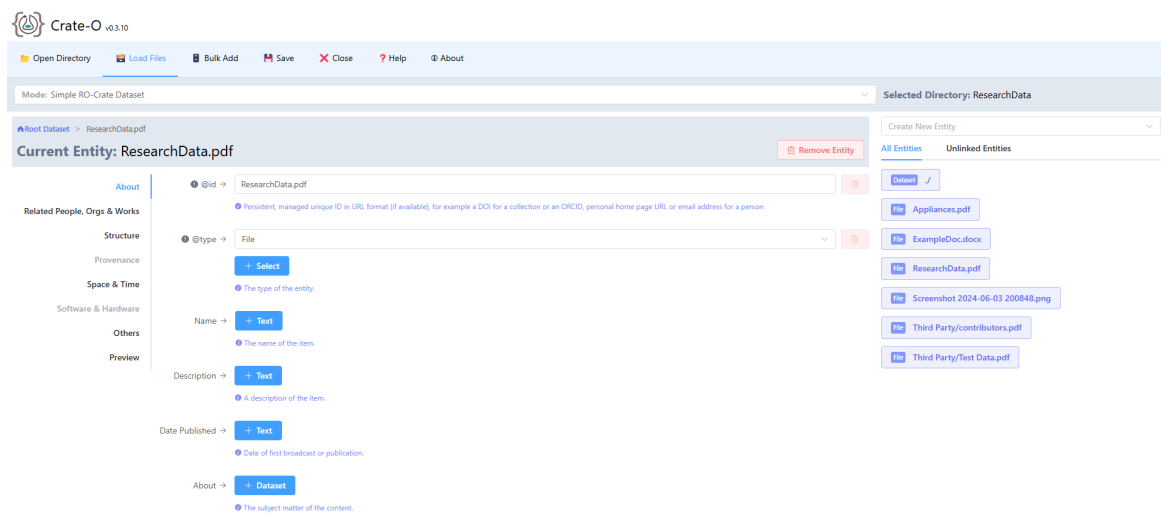 Crate-O v0.3.10
Open Directory Load Files Bulk Add Save Close ? Help About
Mode: Simple RO-Crate Dataset
Selected Directory: ResearchData
Root Dataset > ResearchData.pdf
Current Entity: ResearchData.pdf
Remove Entity
Create New Entity
All Entities Unlinked Entities
About
Related People, Orgs & Works
Structure
Provenance
Space & Time
Software & Hardware
Others
Preview
@id → ResearchData.pdf
Persistent, managed unique ID in URL format (if available), for example a DOI for a collection or an ORCID, personal home page URL or email address for a person
@type → File
+ Select
The type of the entity.
Name → + Text
The name of the item.
Description → + Text
A description of the item.
Date Published → + Text
Date of first broadcast or publication.
About → + Dataset
The subject matter of the content.
Dataset ✓
File Appliances.pdf
File ExampleDoc.docx
File ResearchData.pdf
File Screenshot 2024-06-03 200848.png
File Third Party/contributors.pdf
File Third Party/Test Data.pdf